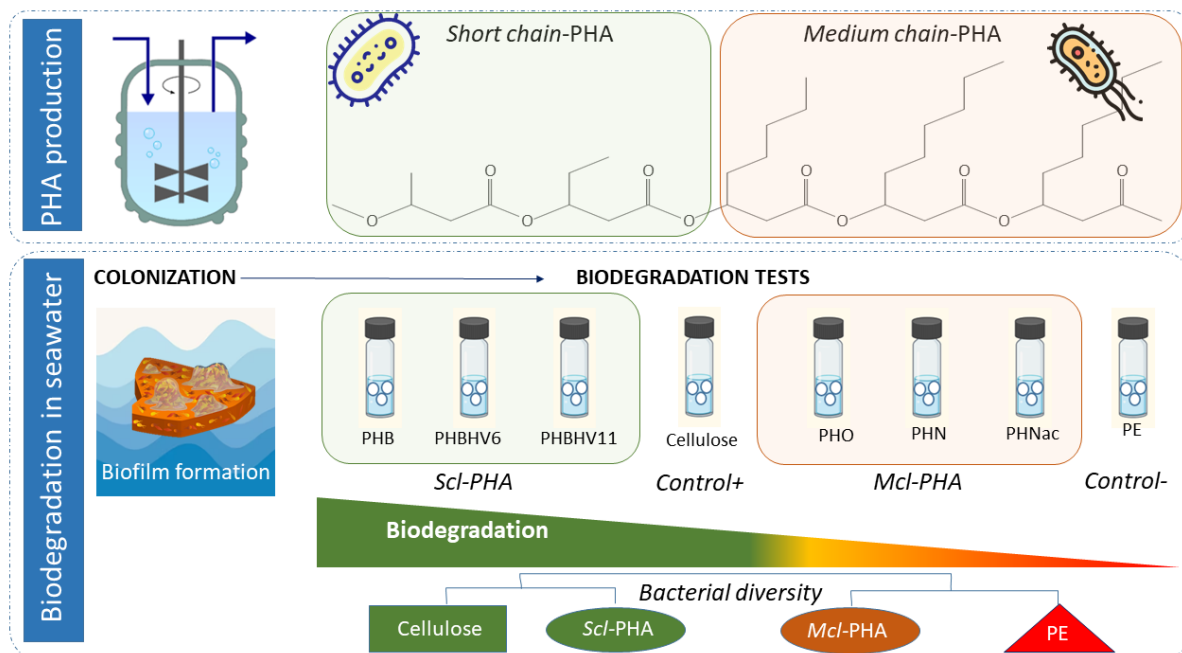 PHA production
Short chain-PHA
Medium chain-PHA
O
O
O
O
O
O
O
O
O
Biodegradation in seawater
COLONIZATION
BIODEGRADATION TESTS
Biofilm formation
PHB
PHBHV6
PHBHV11
Cellulose
PHO
PHN
PHNac
PE
Scl-PHA
Control+
Mcl-PHA
Control-
Biodegradation
Bacterial diversity
Cellulose
Scl-PHA
Mcl-PHA
PE